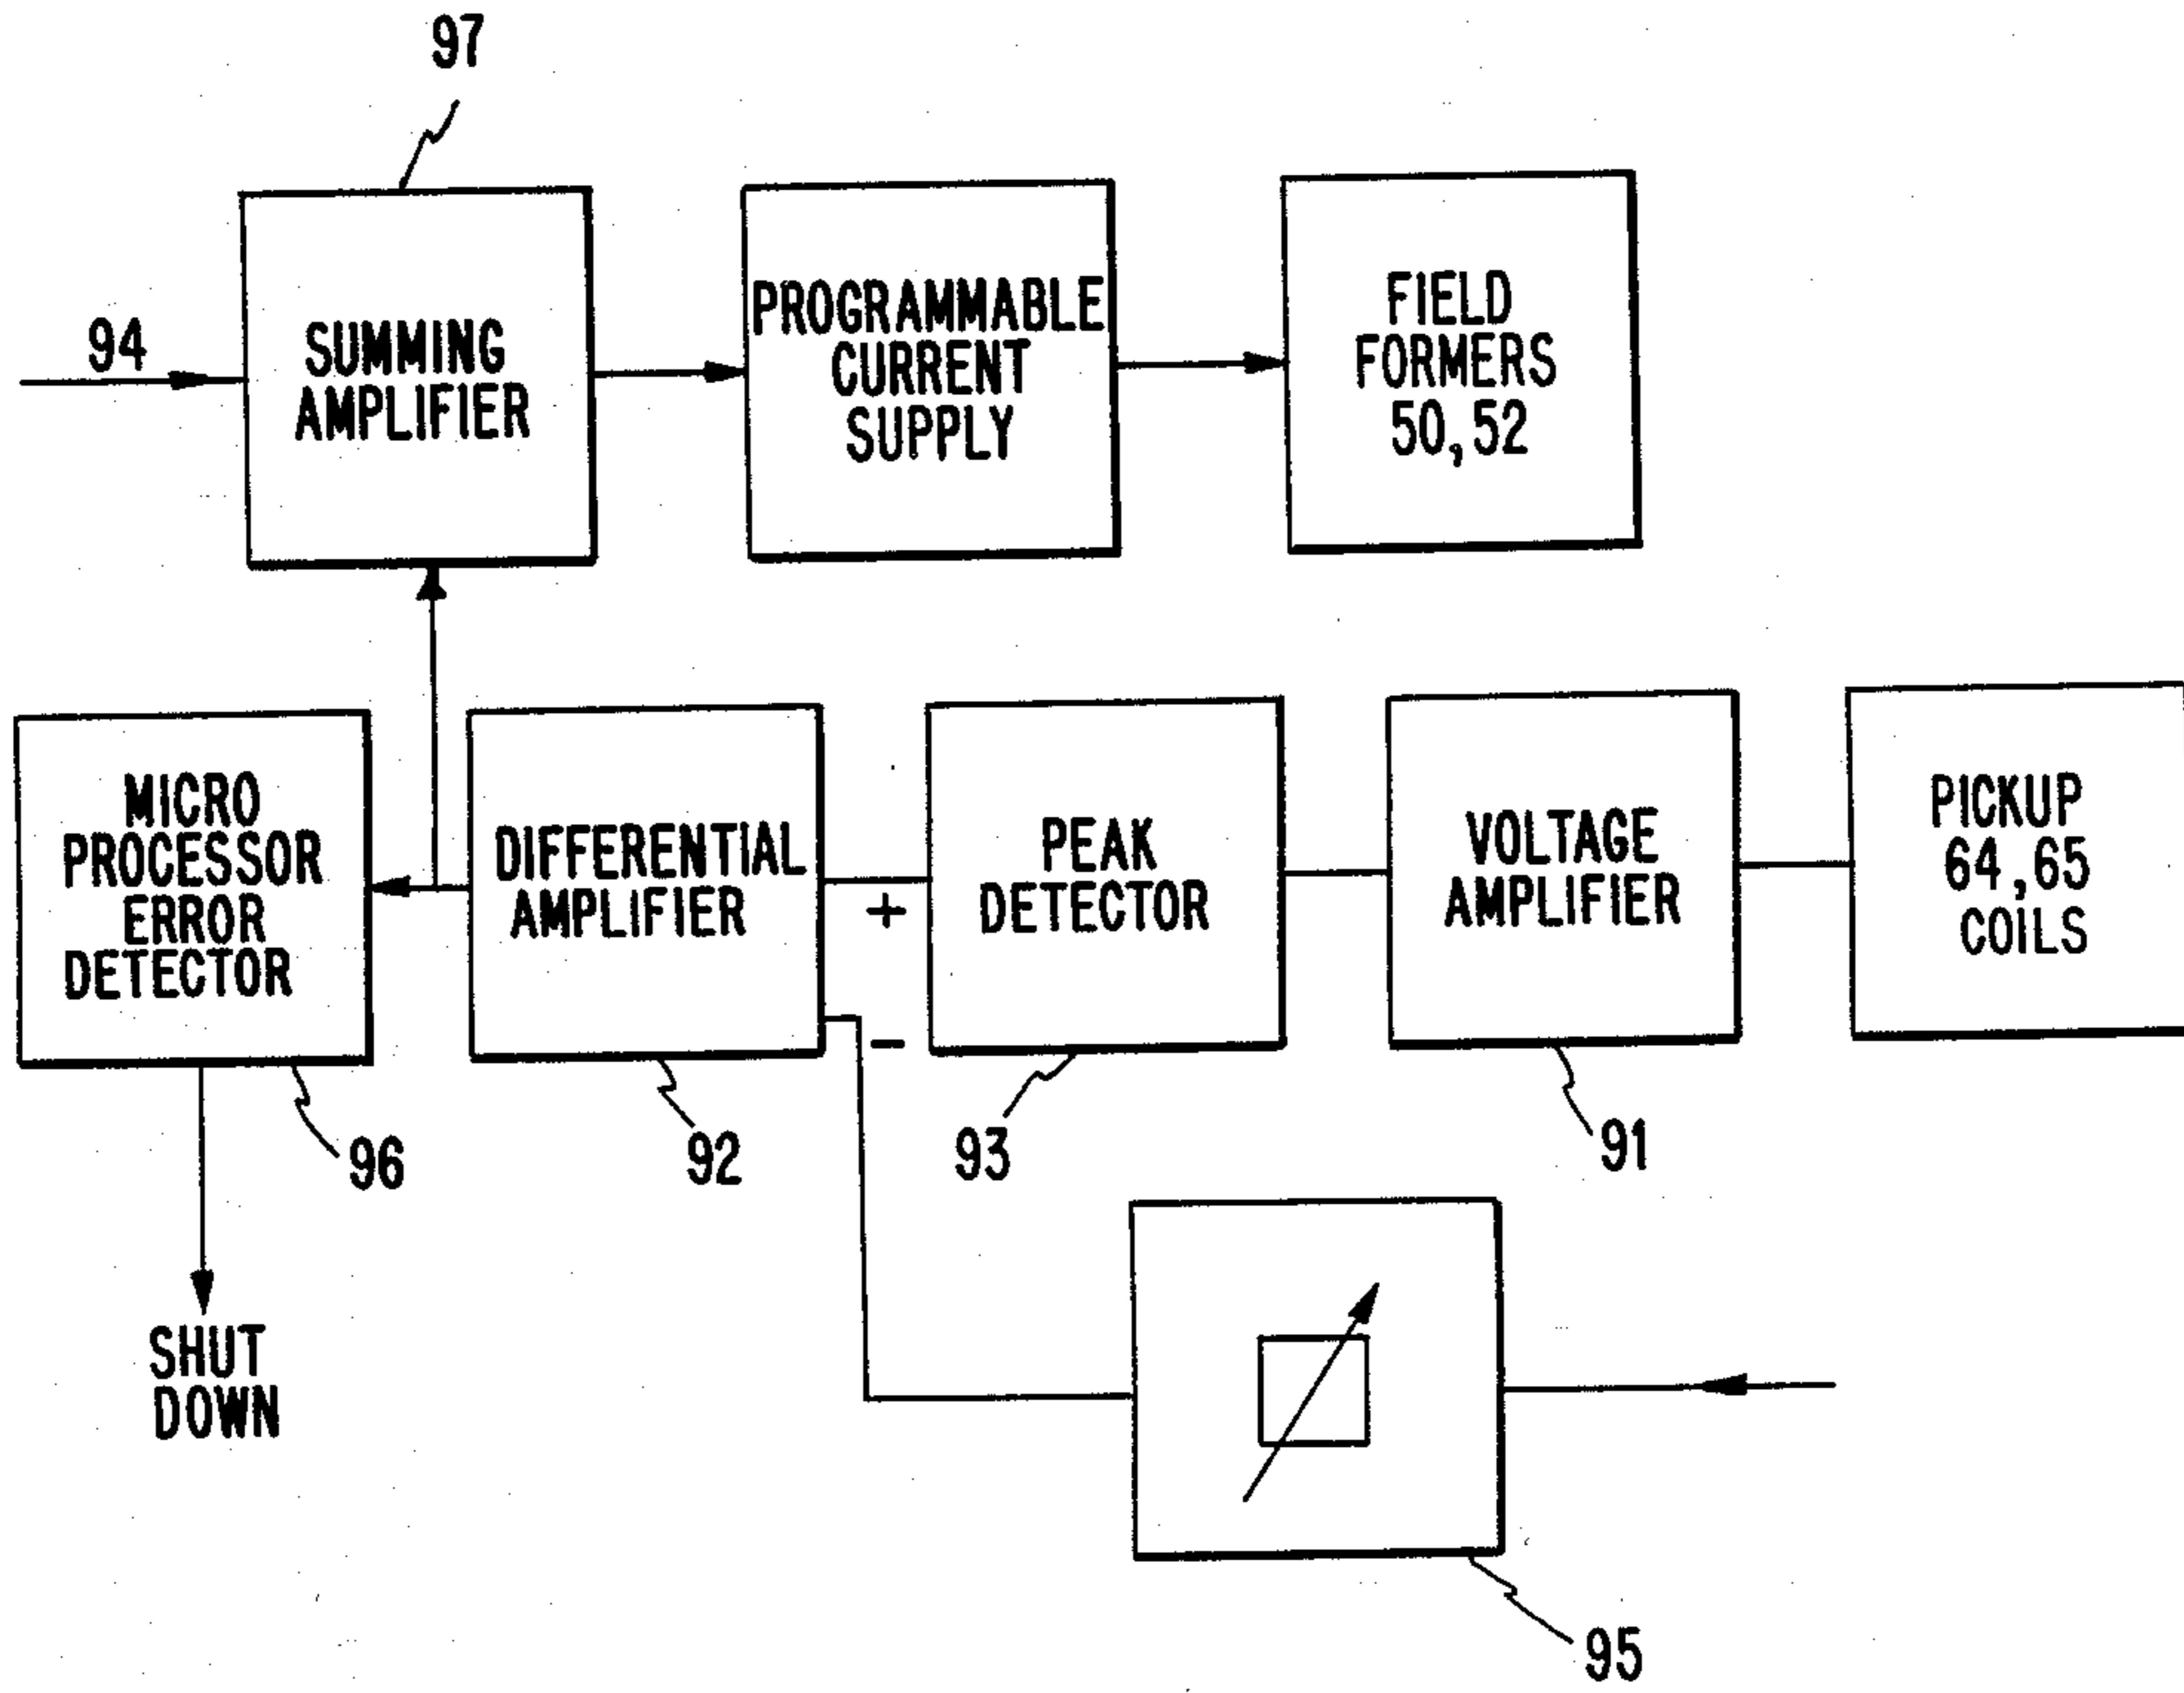 97
94
SUMMING
AMPLIFIER
PROGRAMMABLE
CURRENT
SUPPLY
FIELD
FORMERS
50, 52
MICRO
PROCESSOR
ERROR
DETECTOR
DIFFERENTIAL
AMPLIFIER
+
-
PEAK
DETECTOR
VOLTAGE
AMPLIFIER
PICKUP
64, 65
COILS
96
92
93
91
SHUT
DOWN
95